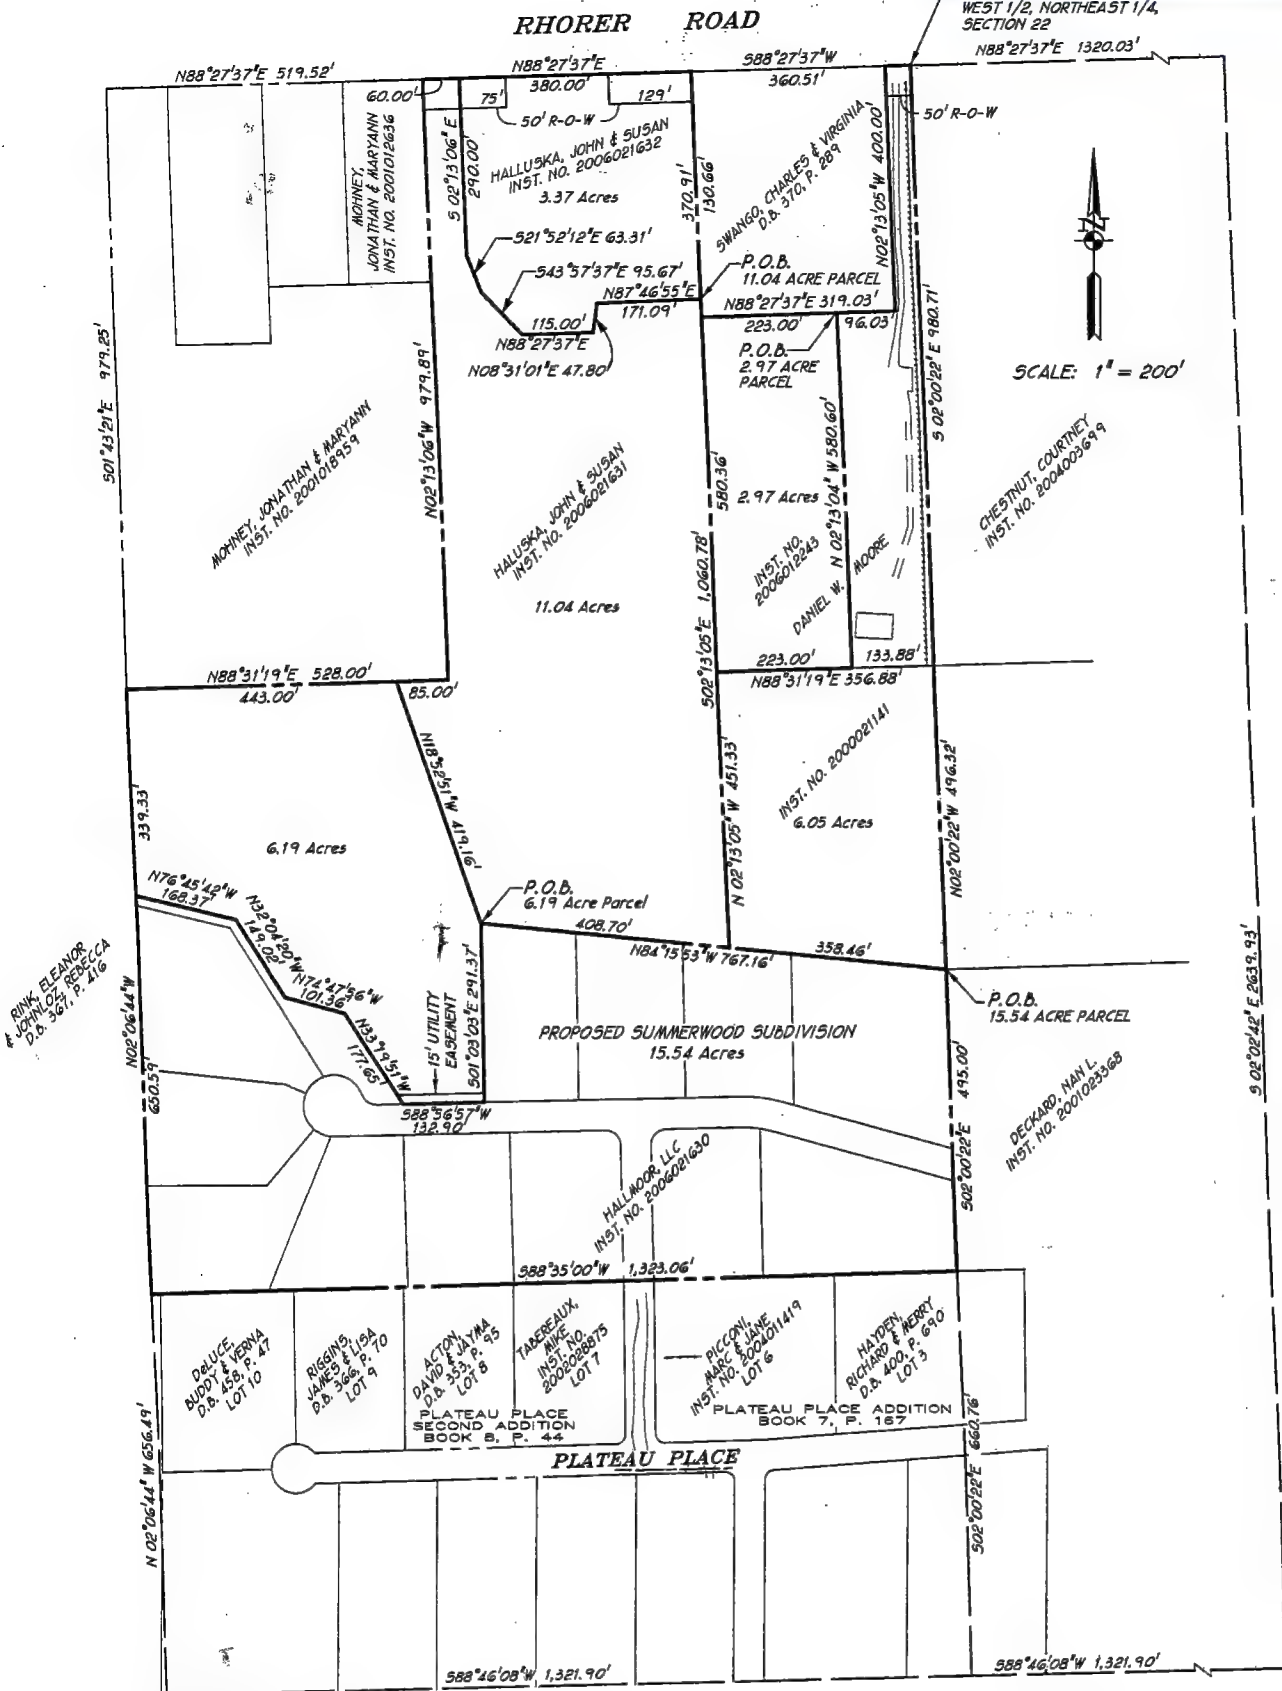 RHORER ROAD
WEST 1/2, NORTHEAST 1/4,
SECTION 22
N88°27'37"E 519.52'
N88°27'37"E
380.00'
S88°27'37"W
360.51'
N88°27'37"E 1320.03'
60.00'
75'
129'
50' R-O-W
50' R-O-W
MOHNEY,
JONATHAN & MARYANN
INST. NO. 2001012636
S 02°13'06" E
290.00'
HALLUSKA, JOHN & SUSAN
INST. NO. 2006021632
3.37 Acres
370.91'
130.66'
SWANGO, CHARLES & VIRGINIA
D.B. 370, P. 289
N02°13'05"W 400.00'
S21°52'12"E 63.31'
S43°57'37"E 95.67'
N87°46'55"E
171.09'
115.00'
N88°27'37"E
N08°31'01"E 47.80'
P.O.B.
11.04 ACRE PARCEL
N88°27'37"E 319.03'
223.00'
96.03'
P.O.B.
2.97 ACRE
PARCEL
S 02°00'22" E 980.71'
SCALE: 1" = 200'
S01°43'21"E 979.25'
N02°13'06"W 979.89'
MOHNEY, JONATHAN & MARYANN
INST. NO. 2001018959
HALUSKA, JOHN & SUSAN
INST. NO. 2006021631
11.04 Acres
580.36'
S02°13'05"E 1,060.78'
2.97 Acres
N 02°13'04" W 580.60'
INST. NO.
2006012243
DANIEL W. MOORE
CHESTNUT, COURTNEY
INST. NO. 2004003699
N88°31'19"E 528.00'
443.00'
85.00'
223.00'
133.88'
N88°31'19"E 356.88'
339.33'
N18°52'51"W 419.16'
N 02°13'05" W 451.33'
INST. NO. 2000021141
6.05 Acres
N02°00'22"W 496.32'
6.19 Acres
N76°45'42"W
168.37'
N32°04'20"W
149.02'
N74°47'56"W
101.36'
N33°19'51"W
177.65'
P.O.B.
6.19 Acre Parcel
408.70'
N84°15'53"W 767.16'
358.46'
RINK, ELEANOR
& JOHNLOZ, REBECCA
D.B. 367, P. 416
N02°06'44"W
650.59'
15' UTILITY
EASEMENT
S01°03'03"E 291.37'
S88°56'57"W
132.90'
PROPOSED SUMMERWOOD SUBDIVISION
15.54 Acres
P.O.B.
15.54 ACRE PARCEL
S02°00'22"E 495.00'
DECKARD, NAN L.
INST. NO. 2001023368
S 02°02'42" E 2639.93'
HALLMOOR, LLC
INST. NO. 2006021630
S88°35'00"W 1,323.06'
DeLUCE,
BUDDY & VERNA
D.B. 458, P. 47
LOT 10
RIGGINS,
JAMES & LISA
D.B. 366, P. 70
LOT 9
ACTON,
DAVID & JAYMA
D.B. 353, P. 95
LOT 8
TABEREAUX,
MIKE
INST. NO.
2002028875
LOT 7
PICCONI,
MARC & JANE
INST. NO. 2004011419
LOT 6
HAYDEN,
RICHARD & MERRY
D.B. 400, P. 690
LOT 3
PLATEAU PLACE
SECOND ADDITION
BOOK 8, P. 44
PLATEAU PLACE ADDITION
BOOK 7, P. 167
PLATEAU PLACE
N 02°06'44" W 656.49'
S02°00'22"E 660.76'
S88°46'08"W 1,321.90'
S88°46'08"W 1,321.90'